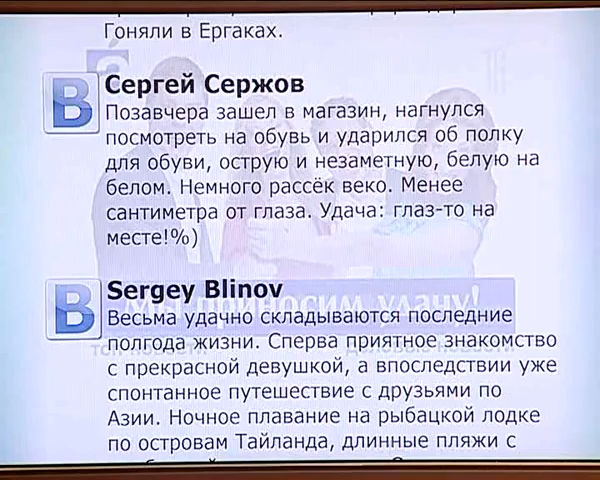 Гоняли в Ергаках.
В
Сергей Сержов
Позавчера зашел в магазин, нагнулся
посмотреть на обувь и ударился об полку
для обуви, острую и незаметную, белую на
белом. Немного рассёк веко. Менее
сантиметра от глаза. Удача: глаз-то на
месте!%)
В
Sergey Blinov
Мы приносим удачу!
Весьма удачно складываются последние
полгода жизни. Сперва приятное знакомство
с прекрасной девушкой, а впоследствии уже
спонтанное путешествие с друзьями по
Азии. Ночное плавание на рыбацкой лодке
по островам Тайланда, длинные пляжи с